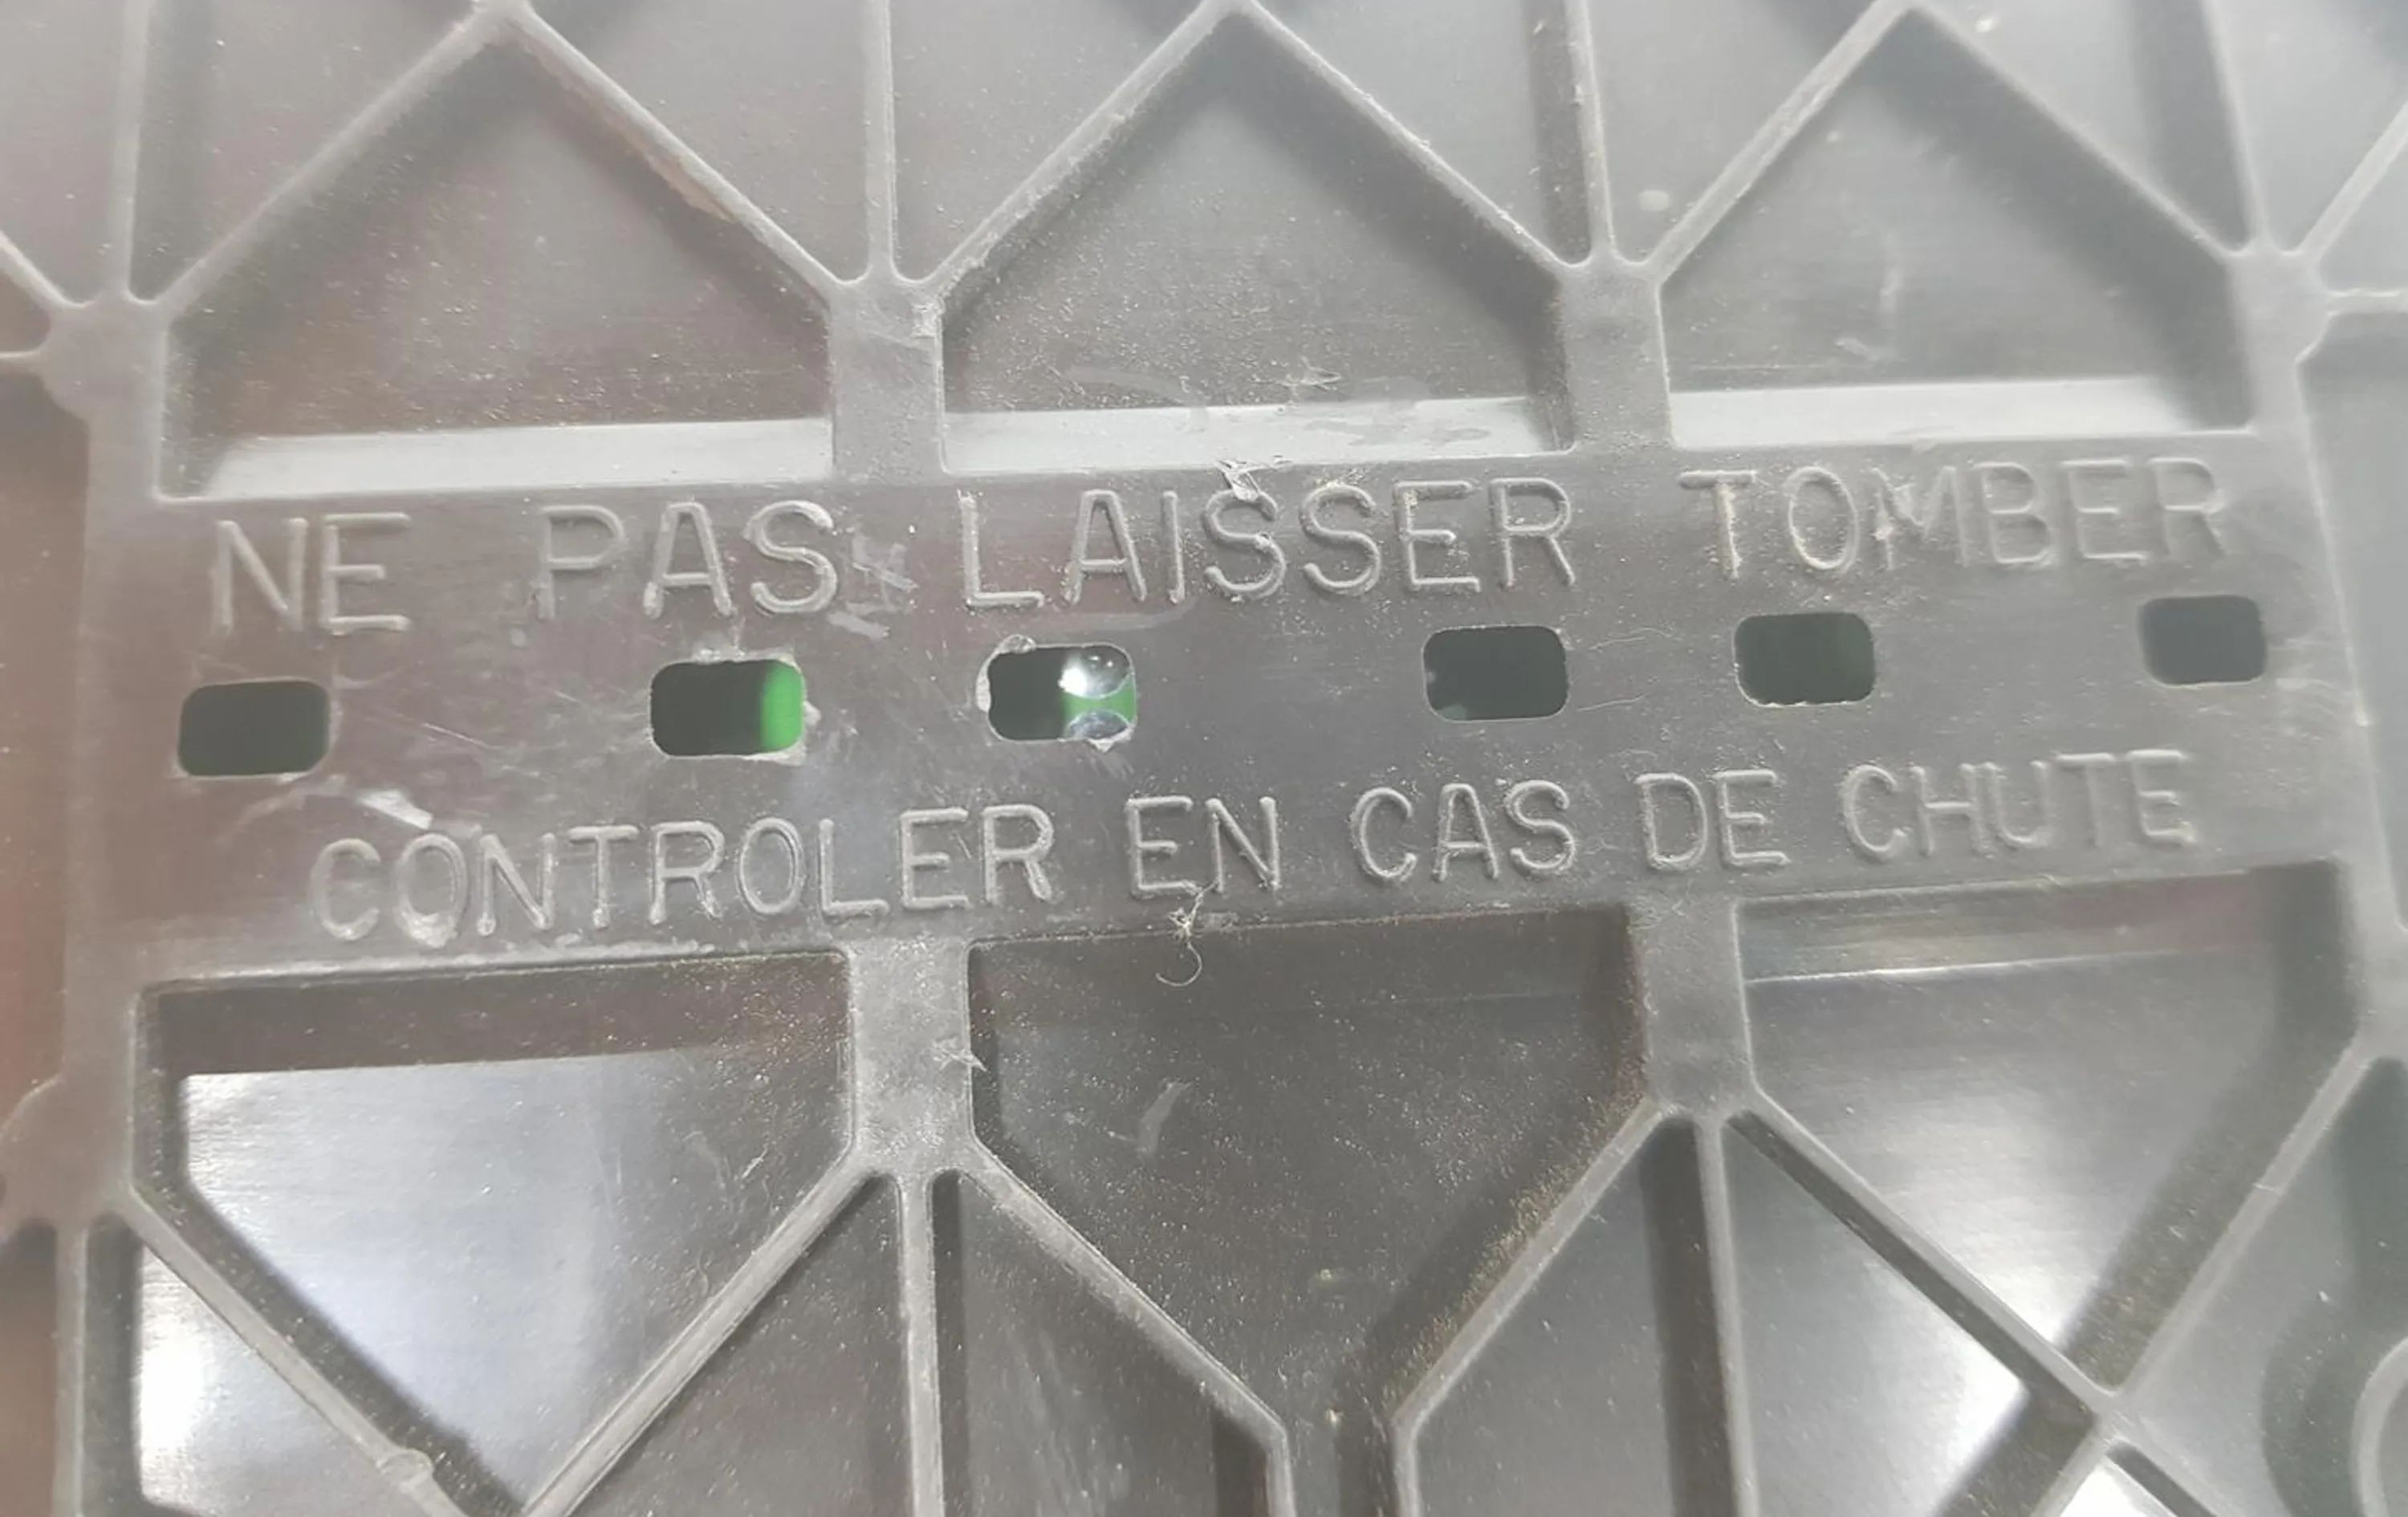 NE PAS LAISSER TOMBER
CONTROLER EN CAS DE CHUTE